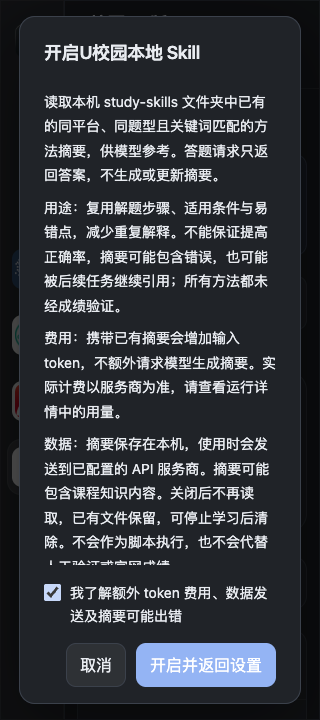 开启U校园本地 Skill
读取本机 study-skills 文件夹中已有
的同平台、同题型且关键词匹配的方
法摘要，供模型参考。答题请求只返
回答案，不生成或更新摘要。
用途：复用解题步骤、适用条件与易
错点，减少重复解释。不能保证提高
正确率，摘要可能包含错误，也可能
被后续任务继续引用；所有方法都未
经成绩验证。
费用：携带已有摘要会增加输入
token，不额外请求模型生成摘要。实
际计费以服务商为准，请查看运行详
情中的用量。
数据：摘要保存在本机，使用时会发
送到已配置的 API 服务商。摘要可能
包含课程知识内容。关闭后不再读
取，已有文件保留，可停止学习后清
除。不会作为脚本执行，也不会代替
我了解额外 token 费用、数据发
送及摘要可能出错
取消
开启并返回设置